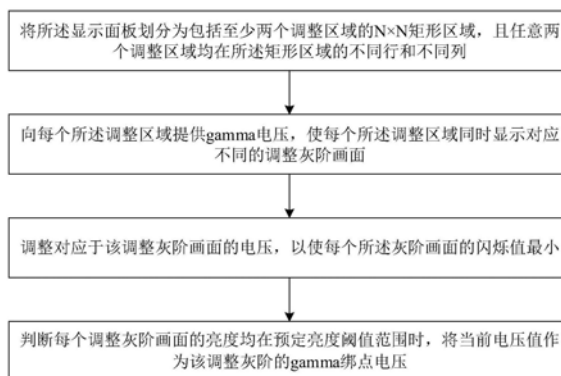 将所述显示面板划分为包括至少两个调整区域的N×N矩形区域，且任意两
个调整区域均在所述矩形区域的不同行和不同列
向每个所述调整区域提供gamma电压，使每个所述调整区域同时显示对应
不同的调整灰阶画面
调整对应于该调整灰阶画面的电压，以使每个所述灰阶画面的闪烁值最小
判断每个调整灰阶画面的亮度均在预定亮度阈值范围时，将当前电压值作
为该调整灰阶的gamma绑点电压